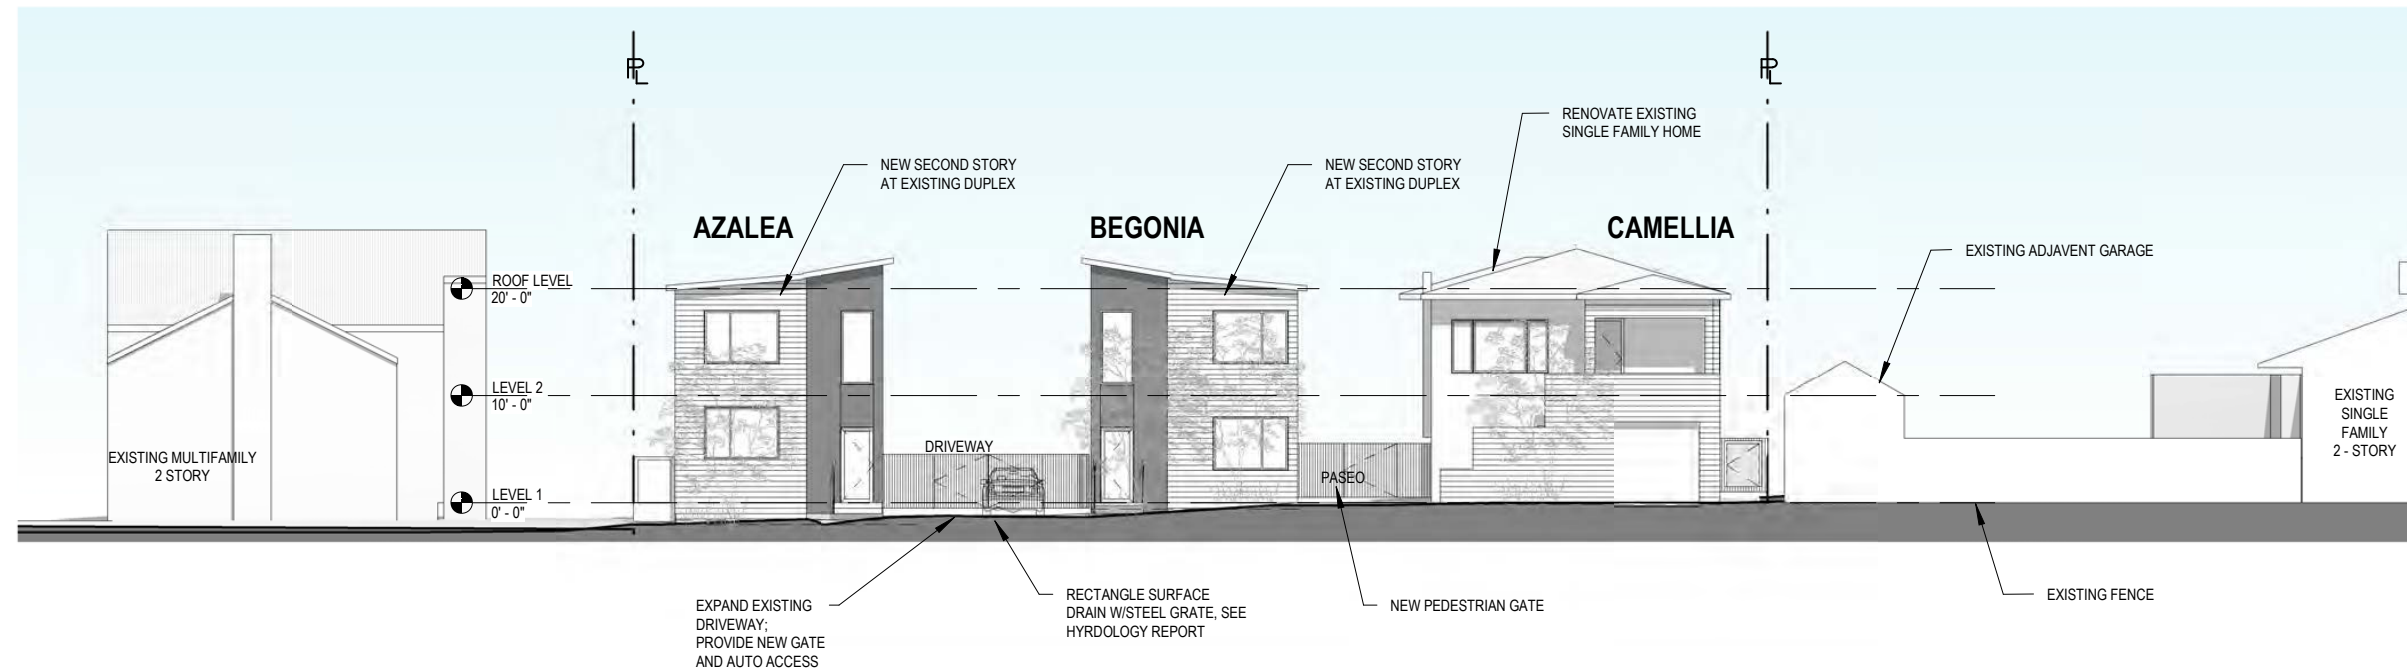 PL
PL
RENOVATE EXISTING
SINGLE FAMILY HOME
NEW SECOND STORY
AT EXISTING DUPLEX
NEW SECOND STORY
AT EXISTING DUPLEX
AZALEA
BEGONIA
CAMELLIA
EXISTING ADJAVENT GARAGE
ROOF LEVEL
20' - 0"
LEVEL 2
10' - 0"
LEVEL 1
0' - 0"
EXISTING MULTIFAMILY
2 STORY
DRIVEWAY
PASEO
EXISTING
SINGLE
FAMILY
2 - STORY
EXPAND EXISTING
DRIVEWAY;
PROVIDE NEW GATE
AND AUTO ACCESS
RECTANGLE SURFACE
DRAIN W/STEEL GRATE, SEE
HYRDOLOGY REPORT
NEW PEDESTRIAN GATE
EXISTING FENCE